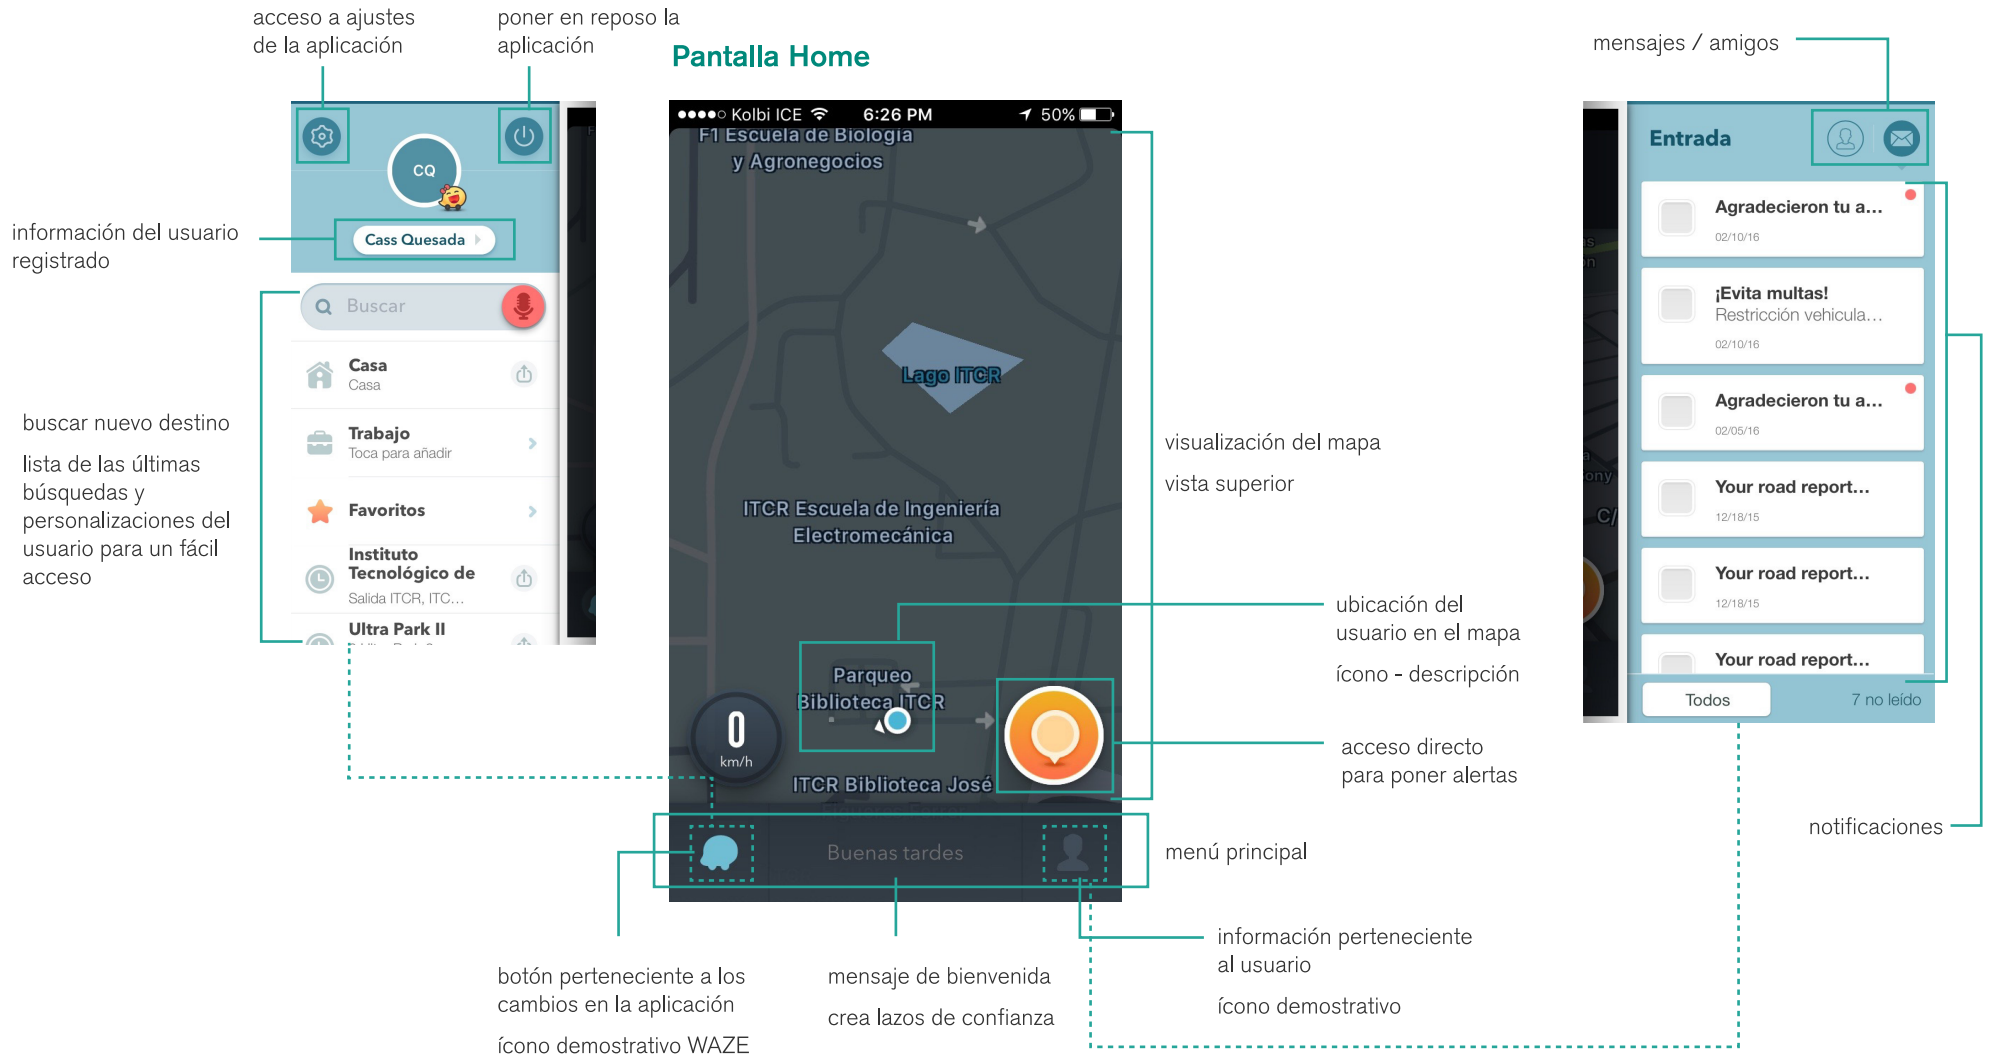 acceso a ajustes
de la aplicación
poner en reposo la
aplicación
Pantalla Home
mensajes / amigos
CQ
Cass Quesada
información del usuario
registrado
Buscar
Casa
Casa
Trabajo
Toca para añadir
Favoritos
Instituto
Tecnológico de
Salida ITCR, ITC...
Ultra Park II
buscar nuevo destino
lista de las últimas
búsquedas y
personalizaciones del
usuario para un fácil
acceso
Kolbi ICE
6:26 PM
50%
F1 Escuela de Biología
y Agronegocios
Lago ITCR
ITCR Escuela de Ingeniería
Electromecánica
Parqueo
Biblioteca ITCR
0
km/h
ITCR Biblioteca José
Buenas tardes
visualización del mapa
vista superior
ubicación del
usuario en el mapa
ícono - descripción
acceso directo
para poner alertas
menú principal
Entrada
Agradecieron tu a...
02/10/16
¡Evita multas!
Restricción vehicula...
02/10/16
Agradecieron tu a...
02/05/16
Your road report...
12/18/15
Your road report...
12/18/15
Your road report...
Todos
7 no leído
C/
notificaciones
botón perteneciente a los
cambios en la aplicación
ícono demostrativo WAZE
mensaje de bienvenida
crea lazos de confianza
información perteneciente
al usuario
ícono demostrativo